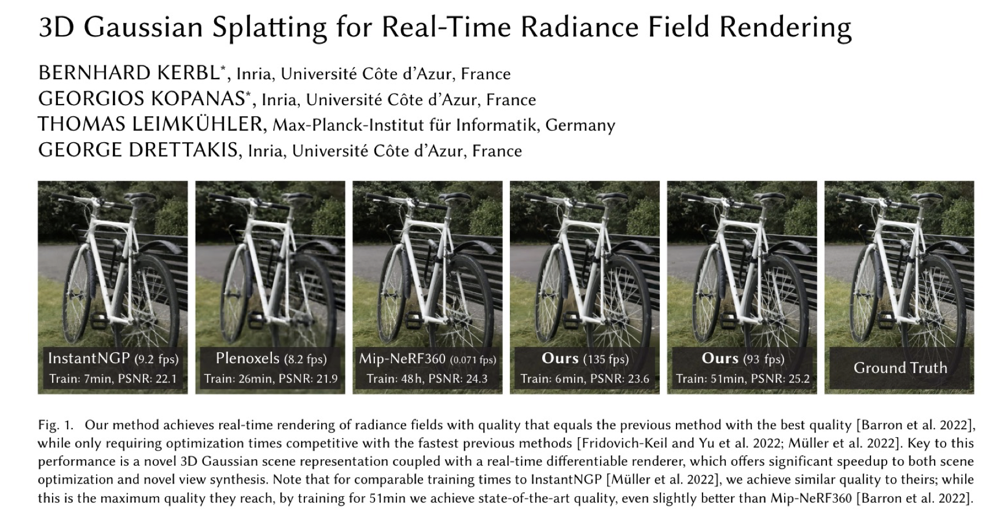 3D Gaussian Splatting for Real-Time Radiance Field Rendering
BERNHARD KERBL*, Inria, Université Côte d’Azur, France
GEORGIOS KOPANAS*, Inria, Université Côte d’Azur, France
THOMAS LEIMKÜHLER, Max-Planck-Institut für Informatik, Germany
GEORGE DRETTAKIS, Inria, Université Côte d’Azur, France
InstantNGP (9.2 fps)
Train: 7min, PSNR: 22.1
Plenoxels (8.2 fps)
Train: 26min, PSNR: 21.9
Mip-NeRF360 (0.071 fps)
Train: 48h, PSNR: 24.3
Ours (135 fps)
Train: 6min, PSNR: 23.6
Ours (93 fps)
Train: 51min, PSNR: 25.2
Ground Truth
Fig. 1. Our method achieves real-time rendering of radiance fields with quality that equals the previous method with the best quality [Barron et al. 2022],
while only requiring optimization times competitive with the fastest previous methods [Fridovich-Keil and Yu et al. 2022; Müller et al. 2022]. Key to this
performance is a novel 3D Gaussian scene representation coupled with a real-time differentiable renderer, which offers significant speedup to both scene
optimization and novel view synthesis. Note that for comparable training times to InstantNGP [Müller et al. 2022], we achieve similar quality to theirs; while
this is the maximum quality they reach, by training for 51min we achieve state-of-the-art quality, even slightly better than Mip-NeRF360 [Barron et al. 2022].